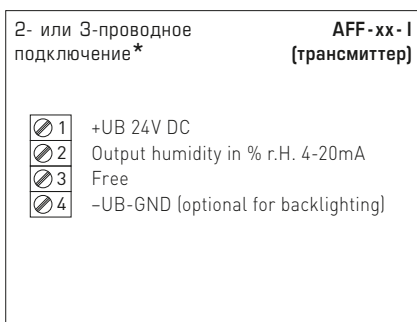 2- или 3-проводное AFF-xx-I
подключение* (трансмиттер)
1 +UB 24V DC
2 Output humidity in % r.H. 4-20mA
3 Free
4 –UB-GND (optional for backlighting)